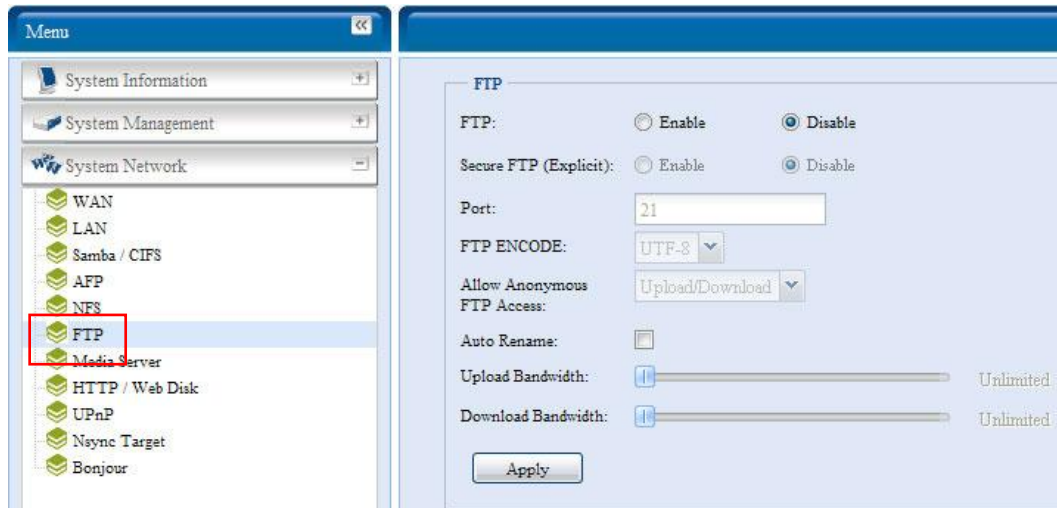 Menu
System Information
System Management
System Network
WAN
LAN
Samba / CIFS
AFP
NFS
FTP
Media Server
HTTP / Web Disk
UPnP
Nsync Target
Bonjour
FTP
FTP: Enable Disable
Secure FTP (Explicit): Enable Disable
Port: 21
FTP ENCODE: UTF-8
Allow Anonymous Upload/Download
FTP Access:
Auto Rename:
Upload Bandwidth: Unlimited
Download Bandwidth: Unlimited
Apply